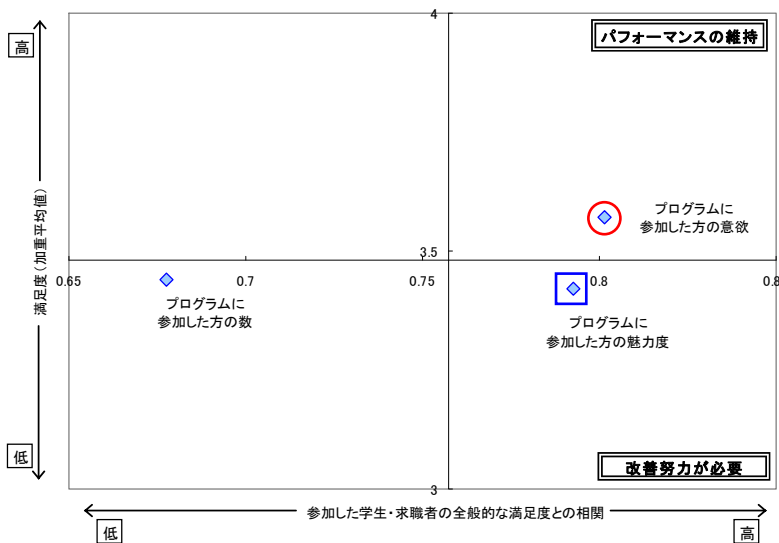 4
高
パフォーマンスの維持
満足度(加重平均値)
プログラムに
参加した方の意欲
3.5
0.65
0.7
0.75
0.8
0.8
プログラムに
参加した方の数
プログラムに
参加した方の魅力度
低
改善努力が必要
3
参加した学生・求職者の全般的な満足度との相関
低
高